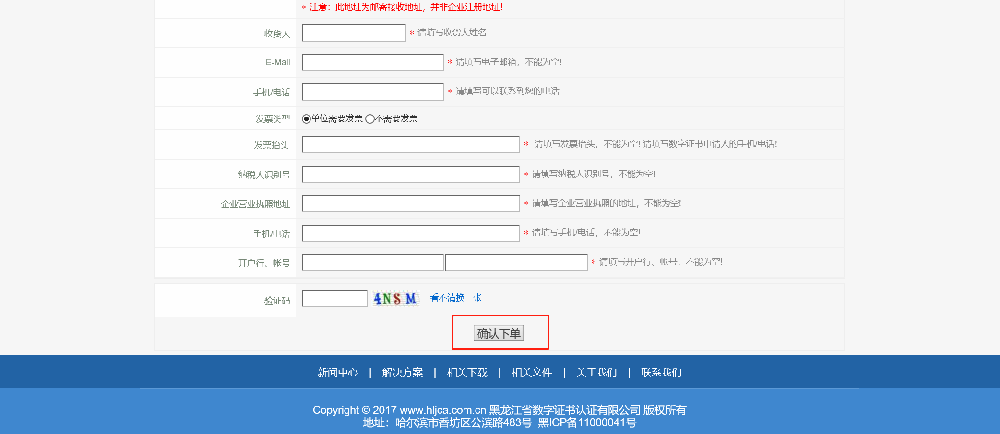 * 注意：此地址为邮寄接收地址，并非企业注册地址！
收货人 * 请填写收货人姓名
E-Mail * 请填写电子邮箱，不能为空!
手机/电话 * 请填写可以联系到您的电话
发票类型 单位需要发票 不需要发票
发票抬头 * 请填写发票抬头，不能为空! 请填写数字证书申请人的手机/电话!
纳税人识别号 * 请填写纳税人识别号，不能为空!
企业营业执照地址 * 请填写企业营业执照的地址，不能为空!
手机/电话 * 请填写手机/电话，不能为空!
开户行、帐号 * 请填写开户行、帐号，不能为空!
验证码 4NSM 看不清换一张
确认下单
新闻中心 | 解决方案 | 相关下载 | 相关文件 | 关于我们 | 联系我们
Copyright © 2017 www.hljca.com.cn 黑龙江省数字证书认证有限公司 版权所有
地址：哈尔滨市香坊区公滨路483号 黑ICP备11000041号